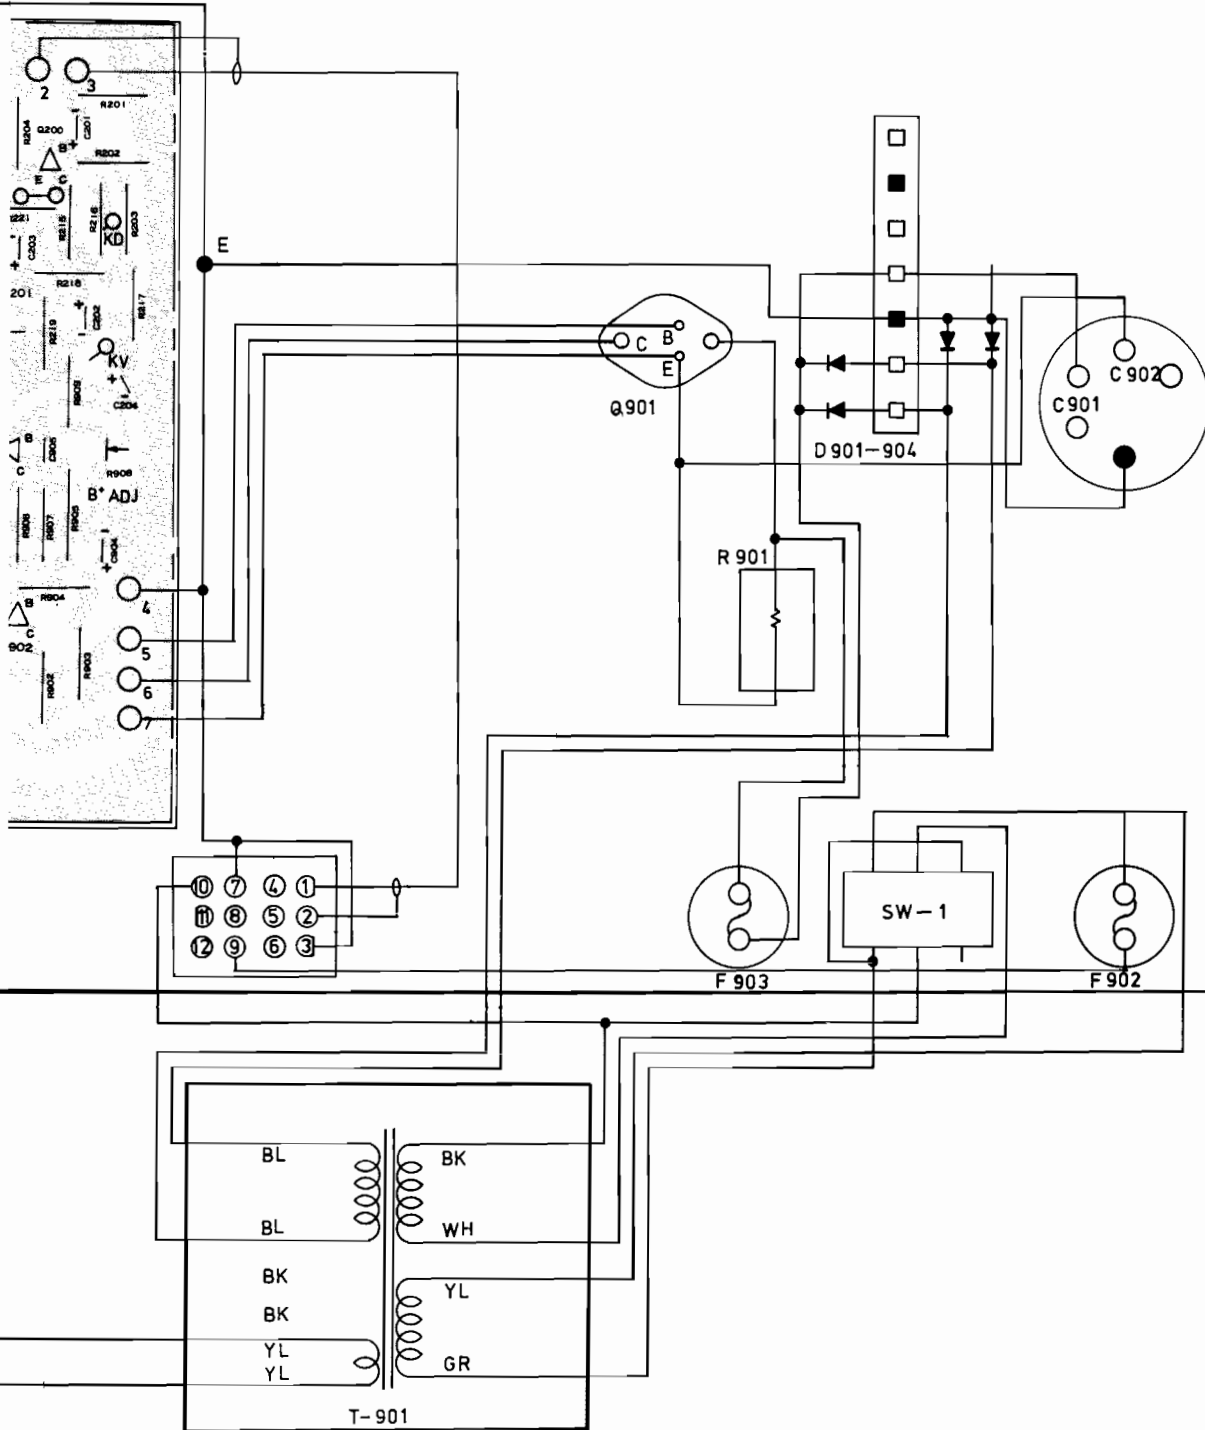 2 3
R201
R204
Q200
C201
B
R202
E C
R221
R215
R216
KD
R203
C203
E
R218
201
R217
C202
R219
KV
C204
R909
B
C
C905
R908
B+ ADJ
R906
R907
R905
C904
R904
B
C
902
R903
R902
4
5
6
7
C B
E
Q901
D901-904
C902
C901
R901
10 7 4 1
11 8 5 2
12 9 6 3
F903
SW-1
F902
BL
BK
BL
WH
BK
YL
BK
YL
YL
GR
T-901